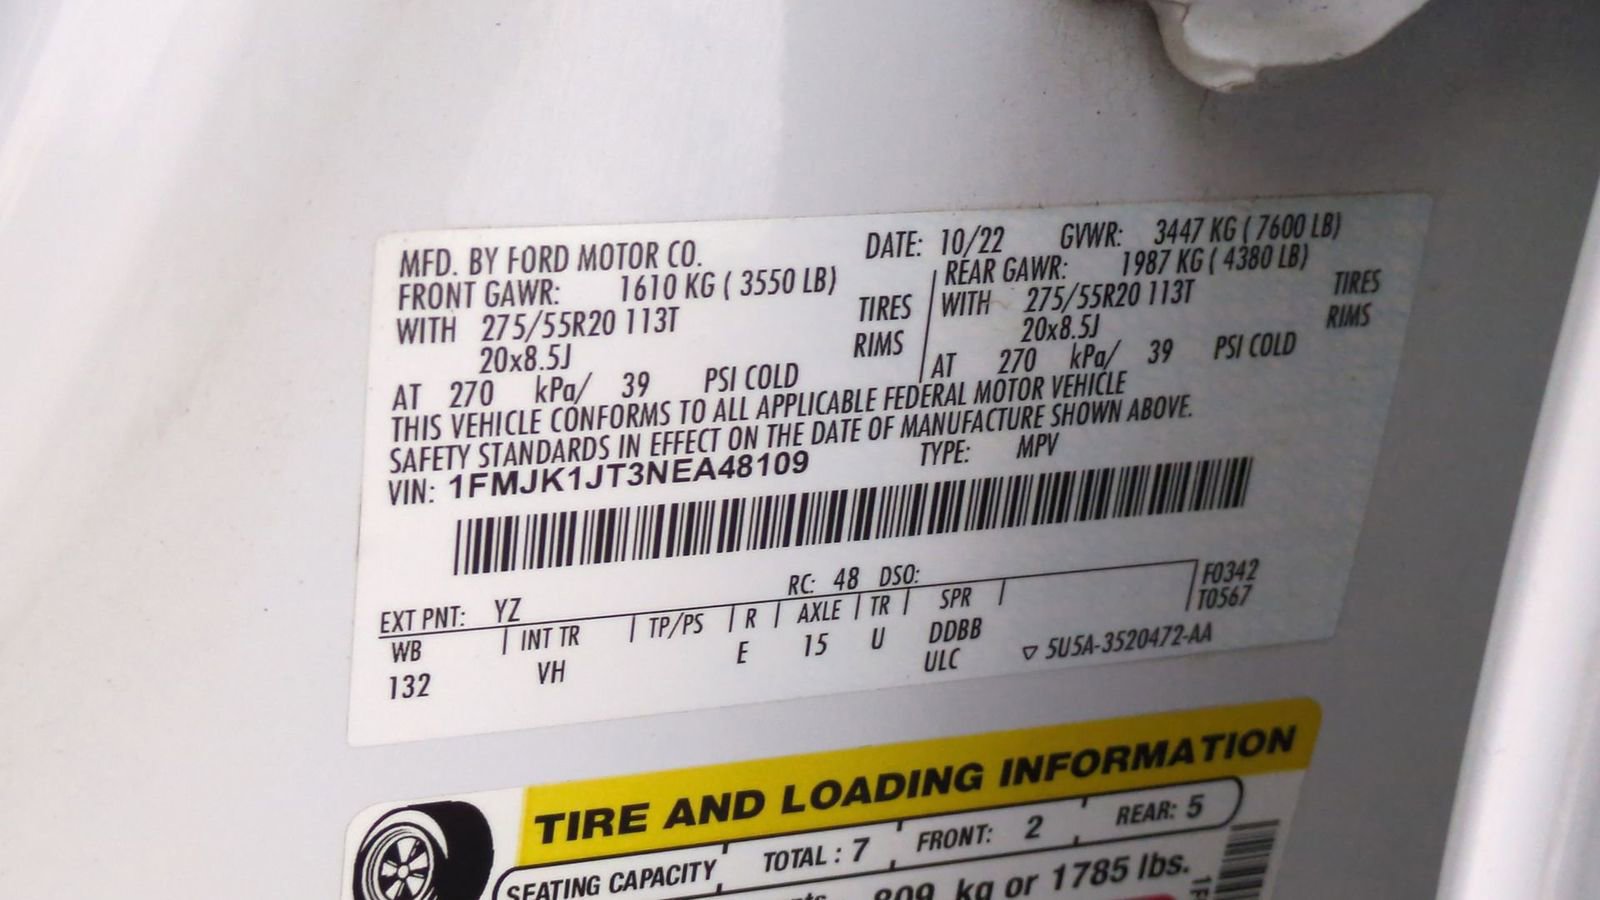 MFD. BY FORD MOTOR CO. DATE: 10/22 GVWR: 3447 KG ( 7600 LB)
FRONT GAWR: 1610 KG ( 3550 LB) REAR GAWR: 1987 KG ( 4380 LB)
WITH 275/55R20 113T TIRES WITH 275/55R20 113T TIRES
20x8.5J RIMS 20x8.5J RIMS
AT 270 kPa/ 39 PSI COLD AT 270 kPa/ 39 PSI COLD
THIS VEHICLE CONFORMS TO ALL APPLICABLE FEDERAL MOTOR VEHICLE
SAFETY STANDARDS IN EFFECT ON THE DATE OF MANUFACTURE SHOWN ABOVE.
VIN: 1FMJK1JT3NEA48109 TYPE: MPV
EXT PNT: YZ RC: 48 DSO: F0342
WB INT TR TP/PS R AXLE TR SPR T0567
132 VH E 15 U DDBB
ULC ▽ 5U5A-3520472-AA
TIRE AND LOADING INFORMATION
SEATING CAPACITY TOTAL : 7 FRONT: 2 REAR: 5
809 kg or 1785 lbs.